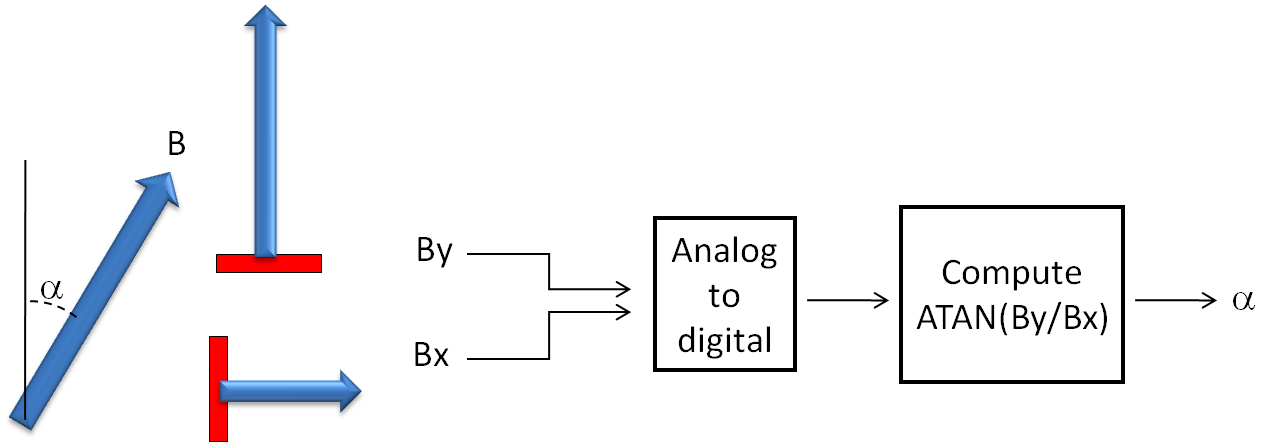 B
α
By
Bx
Analog
to
digital
Compute
ATAN(By/Bx)
α